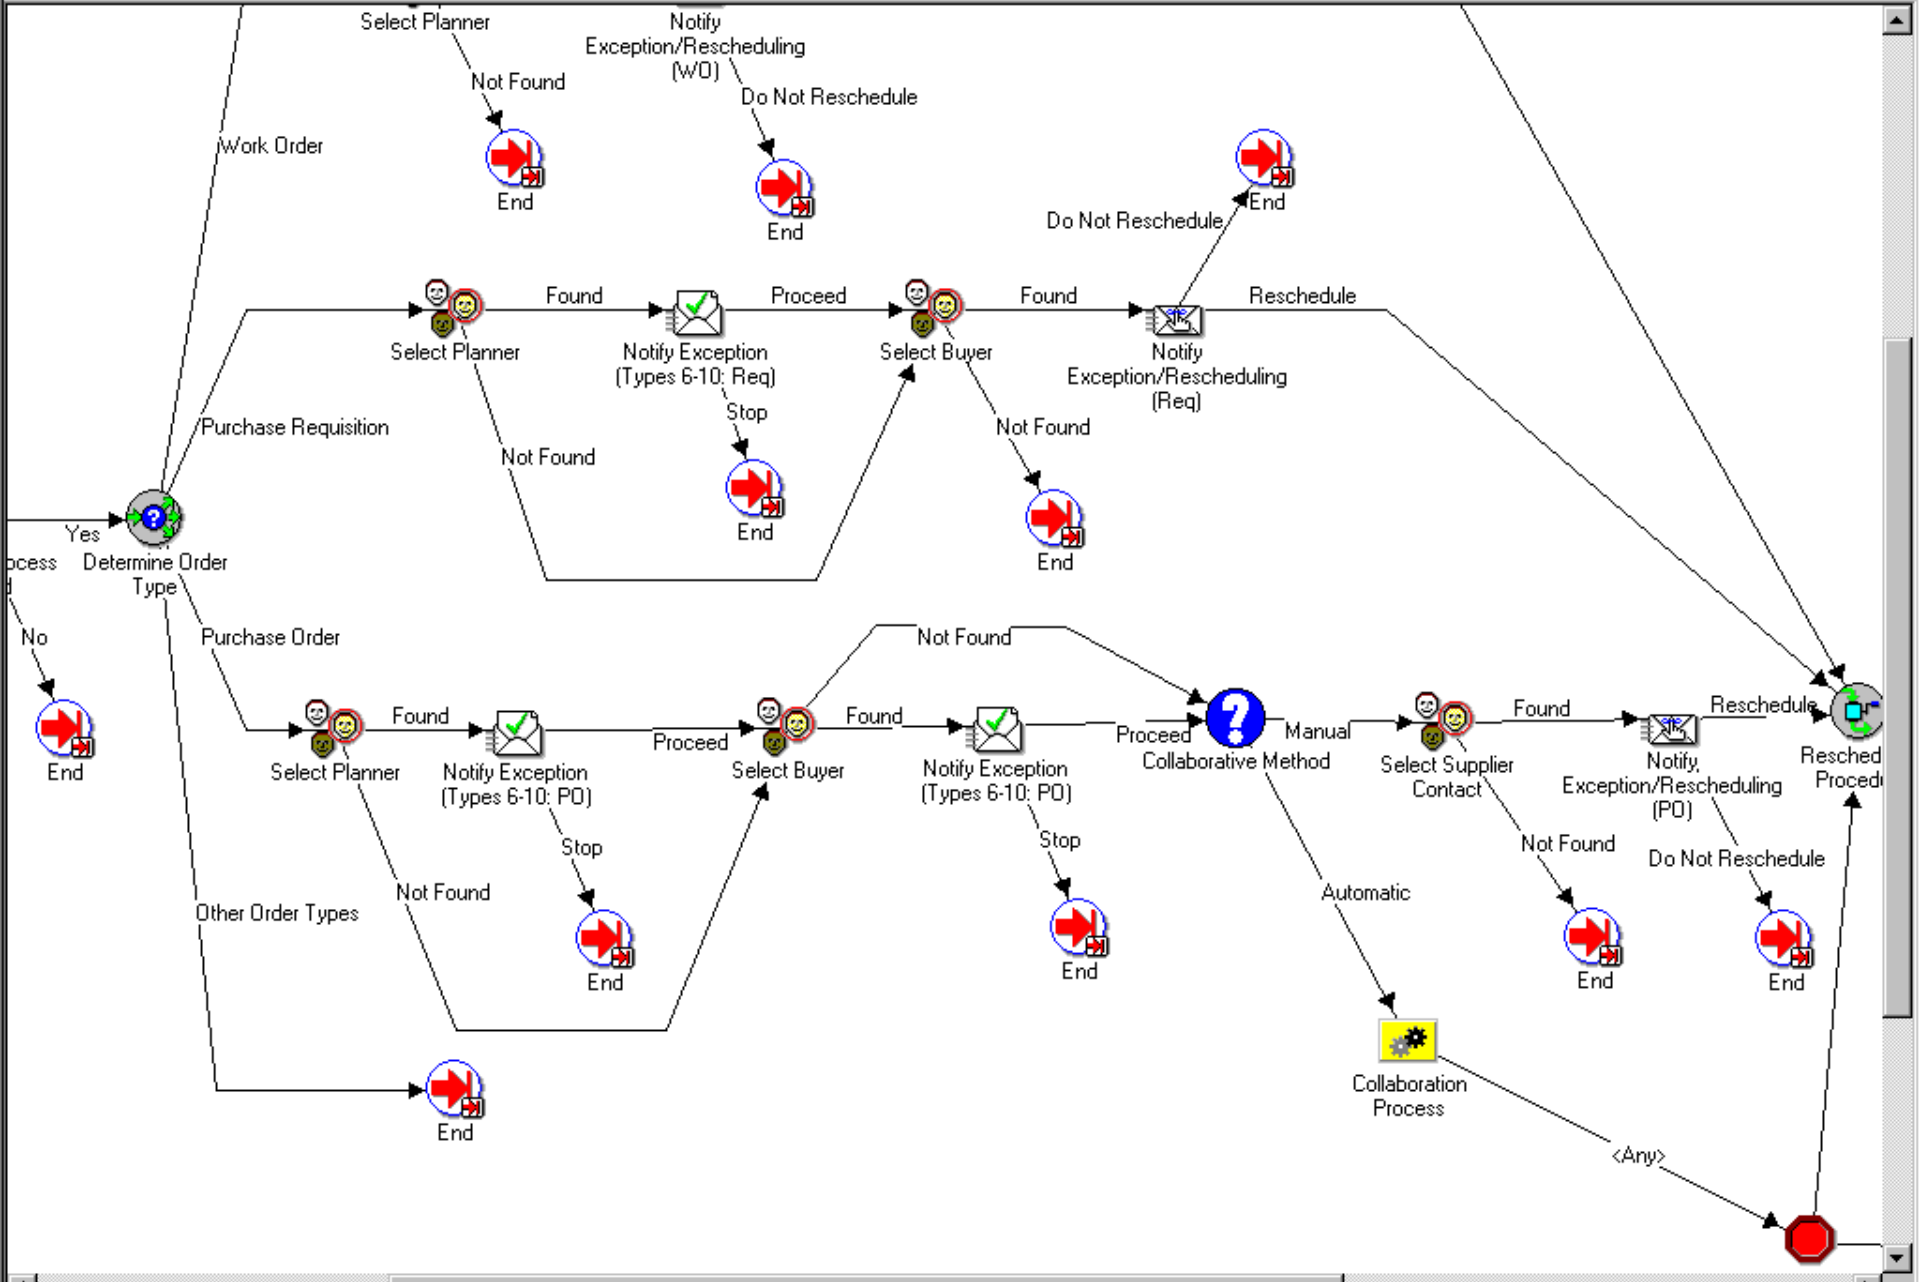 Select Planner
Notify
Exception/Rescheduling
(WO)
Not Found
Do Not Reschedule
Work Order
End
End
End
Do Not Reschedule
Found
Proceed
Found
Reschedule
Select Planner
Notify Exception
(Types 6-10: Req)
Select Buyer
Notify
Exception/Rescheduling
(Req)
Stop
Purchase Requisition
Not Found
Not Found
End
End
Yes
ocess
Determine Order
Type
No
Purchase Order
Not Found
End
Found
Proceed
Found
Proceed
Manual
Found
Reschedule
Select Planner
Notify Exception
(Types 6-10: PO)
Select Buyer
Notify Exception
(Types 6-10: PO)
Collaborative Method
Select Supplier
Contact
Notify
Exception/Rescheduling
(PO)
Resched
Proced
Stop
Stop
Not Found
Do Not Reschedule
Not Found
Automatic
Other Order Types
End
End
End
End
Collaboration
Process
End
<Any>